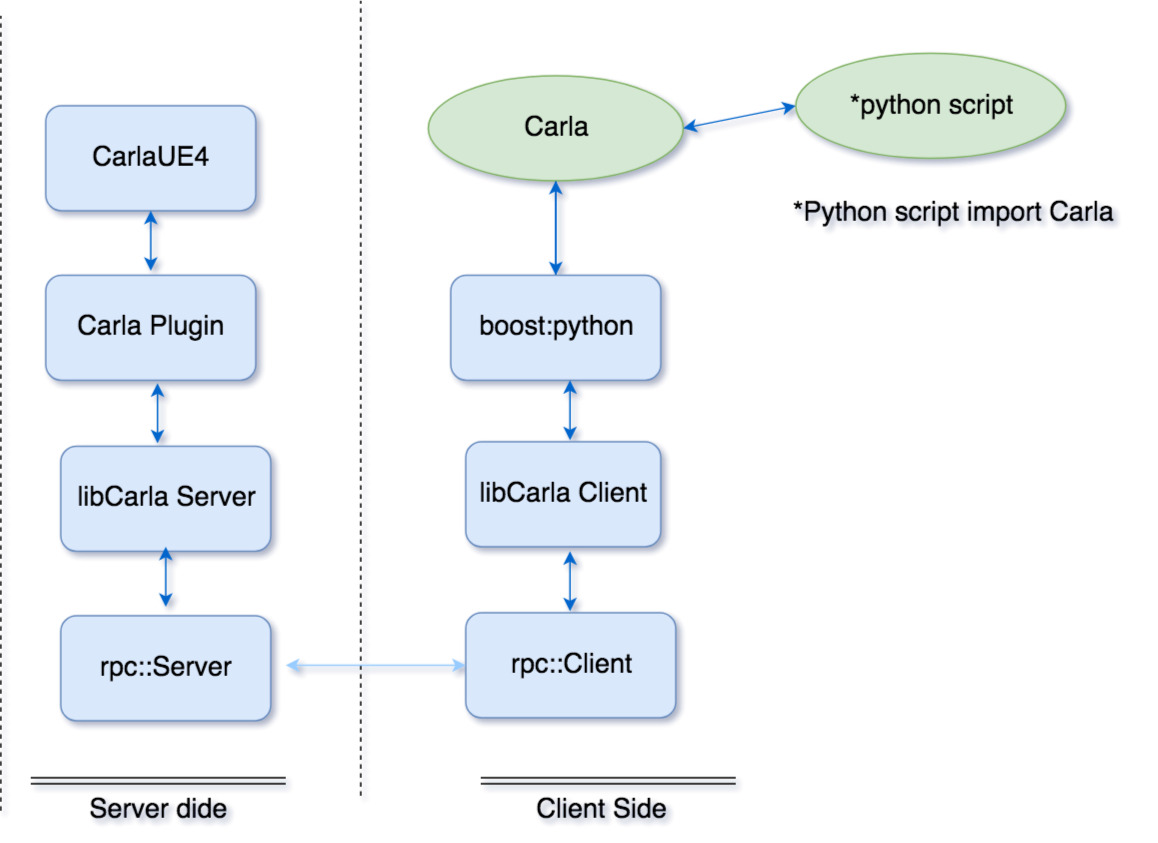 CarlaUE4
Carla Plugin
libCarla Server
rpc::Server
Server dide
Carla
*python script
*Python script import Carla
boost:python
libCarla Client
rpc::Client
Client Side